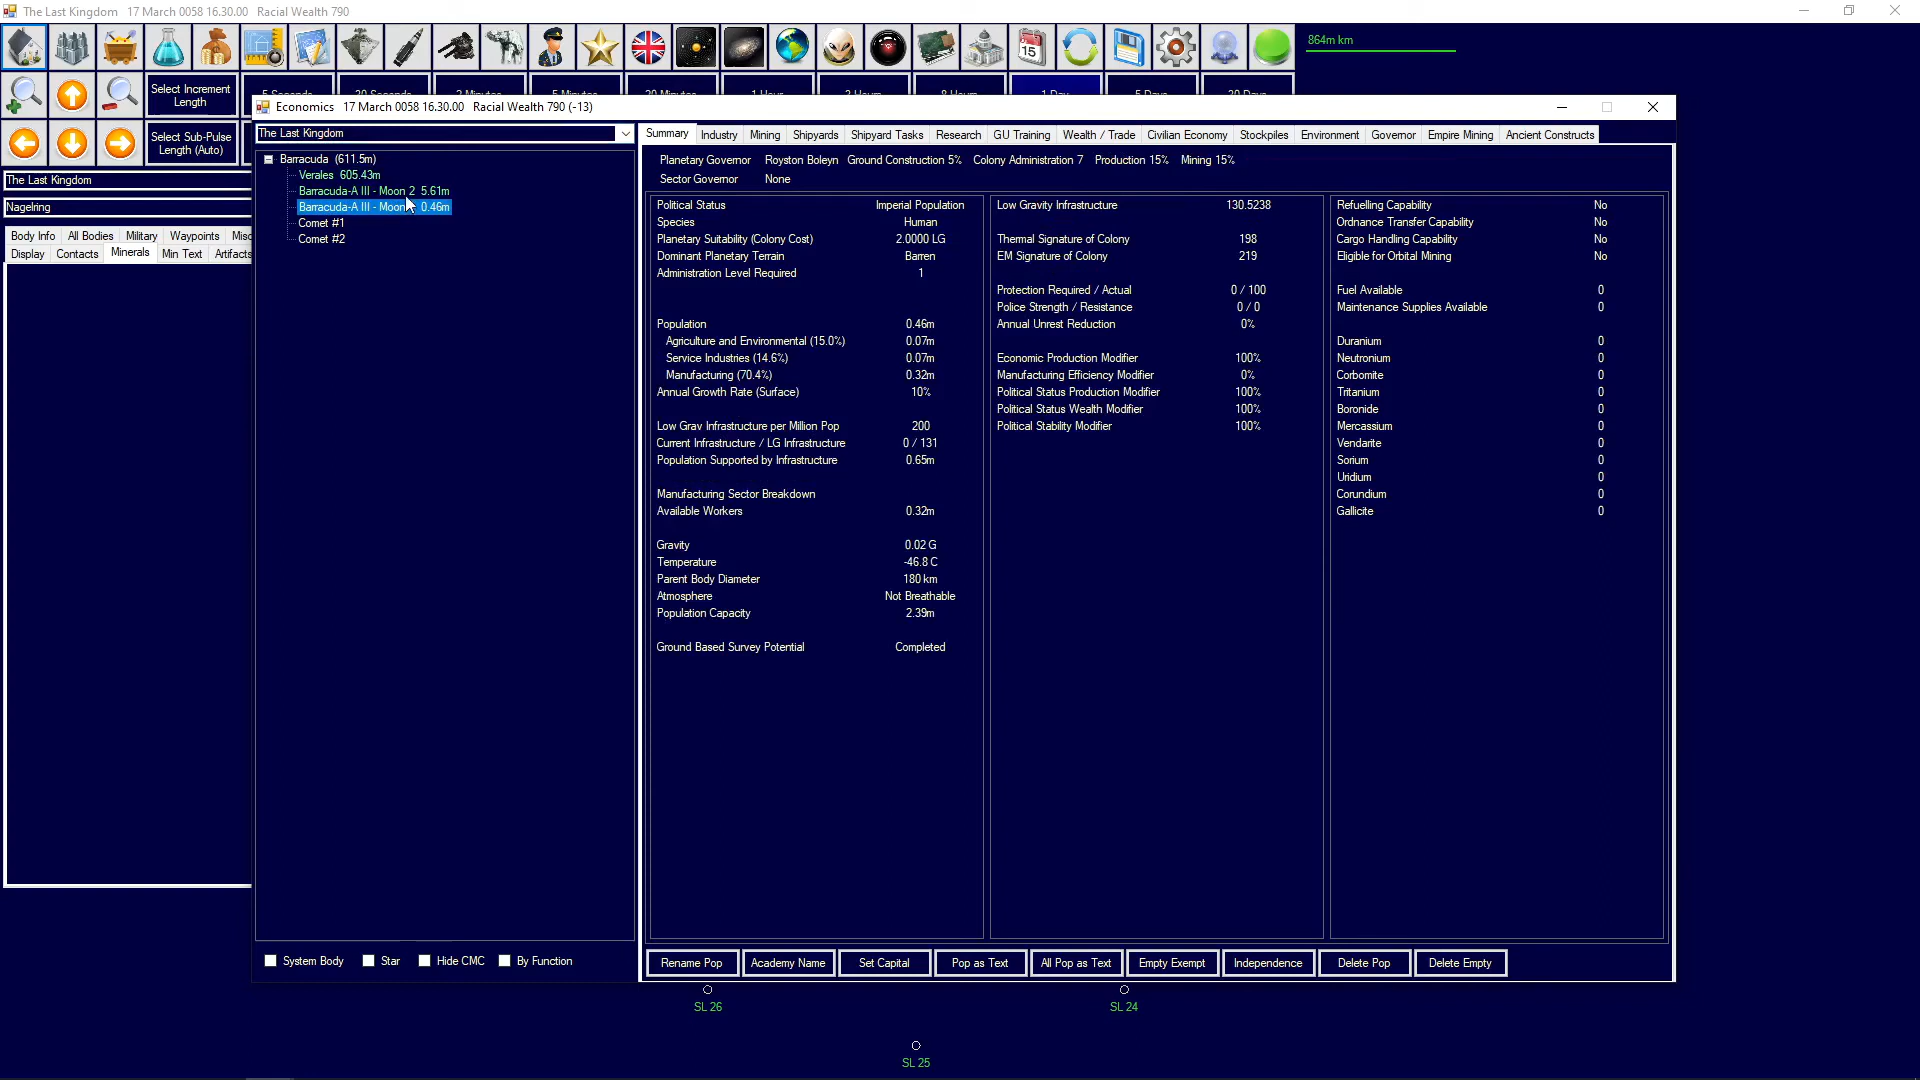 The Last Kingdom 17 March 0058 16.30.00 Racial Wealth 790
864m km
Select Increment Length
1 Day
Economics 17 March 0058 16.30.00 Racial Wealth 790 (-13)
Select Sub-Pulse Length (Auto)
The Last Kingdom
Nagelring
Body Info All Bodies Military Waypoints Misc
Display Contacts Minerals Min Text Artifacts
The Last Kingdom
Barracuda (611.5m)
Verales 605.43m
Barracuda-A III - Moon 2 5.61m
Barracuda-A III - Moon 0.46m
Comet #1
Comet #2
System Body Star Hide CMC By Function
Summary Industry Mining Shipyards Shipyard Tasks Research GU Training Wealth / Trade Civilian Economy Stockpiles Environment Governor Empire Mining Ancient Constructs
Planetary Governor Royston Boleyn Ground Construction 5% Colony Administration 7 Production 15% Mining 15%
Sector Governor None
Political Status Imperial Population
Species Human
Planetary Suitability (Colony Cost) 2.0000 LG
Dominant Planetary Terrain Barren
Administration Level Required 1
Population 0.46m
Agriculture and Environmental (15.0%) 0.07m
Service Industries (14.6%) 0.07m
Manufacturing (70.4%) 0.32m
Annual Growth Rate (Surface) 10%
Low Grav Infrastructure per Million Pop 200
Current Infrastructure / LG Infrastructure 0 / 131
Population Supported by Infrastructure 0.65m
Manufacturing Sector Breakdown
Available Workers 0.32m
Gravity 0.02 G
Temperature -46.8 C
Parent Body Diameter 180 km
Atmosphere Not Breathable
Population Capacity 2.39m
Ground Based Survey Potential Completed
Low Gravity Infrastructure 130.5238
Thermal Signature of Colony 198
EM Signature of Colony 219
Protection Required / Actual 0 / 100
Police Strength / Resistance 0 / 0
Annual Unrest Reduction 0%
Economic Production Modifier 100%
Manufacturing Efficiency Modifier 0%
Political Status Production Modifier 100%
Political Status Wealth Modifier 100%
Political Stability Modifier 100%
Refuelling Capability No
Ordnance Transfer Capability No
Cargo Handling Capability No
Eligible for Orbital Mining No
Fuel Available 0
Maintenance Supplies Available 0
Duranium 0
Neutronium 0
Corbomite 0
Tritanium 0
Boronide 0
Mercassium 0
Vendarite 0
Sorium 0
Uridium 0
Corundium 0
Gallicite 0
Rename Pop Academy Name Set Capital Pop as Text All Pop as Text Empty Exempt Independence Delete Pop Delete Empty
SL 26
SL 24
SL 25